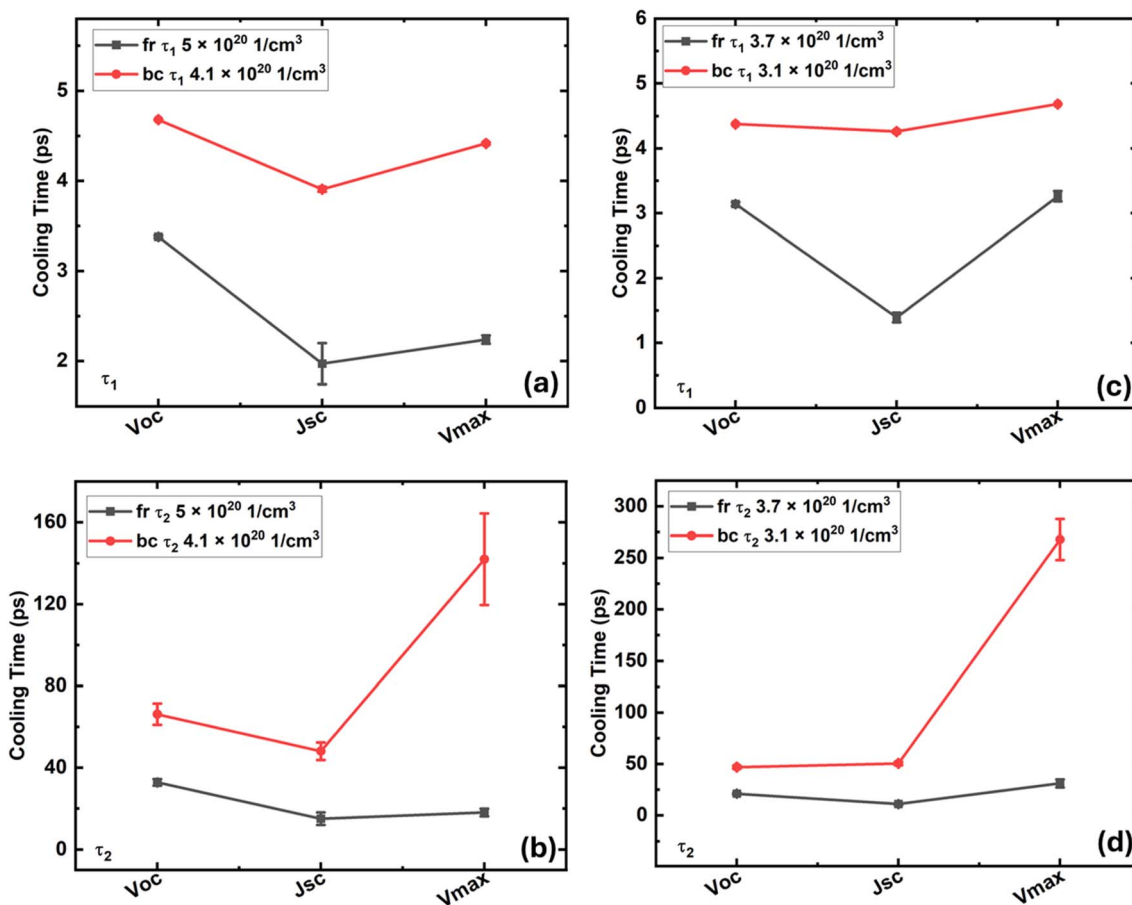 fr τ1 5 × 10^20 1/cm^3
bc τ1 4.1 × 10^20 1/cm^3
Cooling Time (ps)
5
4
3
2
τ1
(a)
Voc
Jsc
Vmax
fr τ1 3.7 × 10^20 1/cm^3
bc τ1 3.1 × 10^20 1/cm^3
Cooling Time (ps)
6
5
4
3
2
1
0
τ1
(c)
Voc
Jsc
Vmax
fr τ2 5 × 10^20 1/cm^3
bc τ2 4.1 × 10^20 1/cm^3
Cooling Time (ps)
160
120
80
40
0
τ2
(b)
Voc
Jsc
Vmax
fr τ2 3.7 × 10^20 1/cm^3
bc τ2 3.1 × 10^20 1/cm^3
Cooling Time (ps)
300
250
200
150
100
50
0
τ2
(d)
Voc
Jsc
Vmax